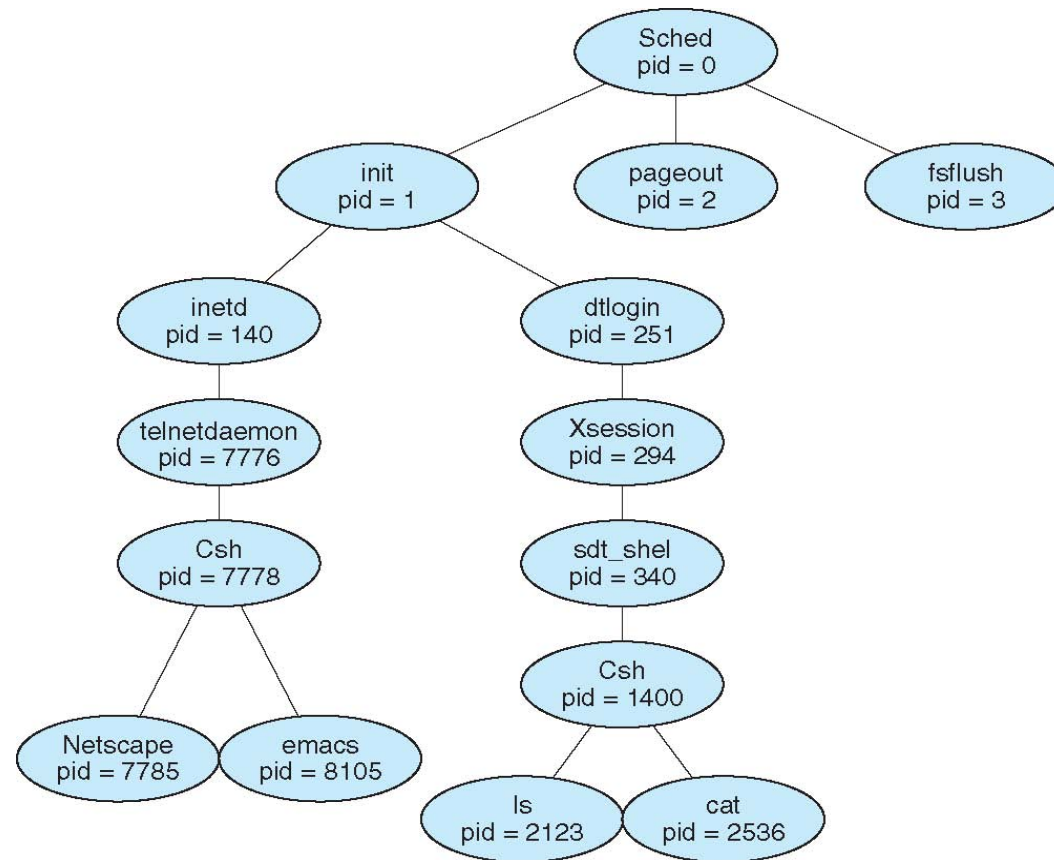 Sched
pid = 0
init
pid = 1
pageout
pid = 2
fsflush
pid = 3
inetd
pid = 140
dtlogin
pid = 251
telnetdaemon
pid = 7776
Xsession
pid = 294
Csh
pid = 7778
sdt_shel
pid = 340
Csh
pid = 1400
Netscape
pid = 7785
emacs
pid = 8105
ls
pid = 2123
cat
pid = 2536